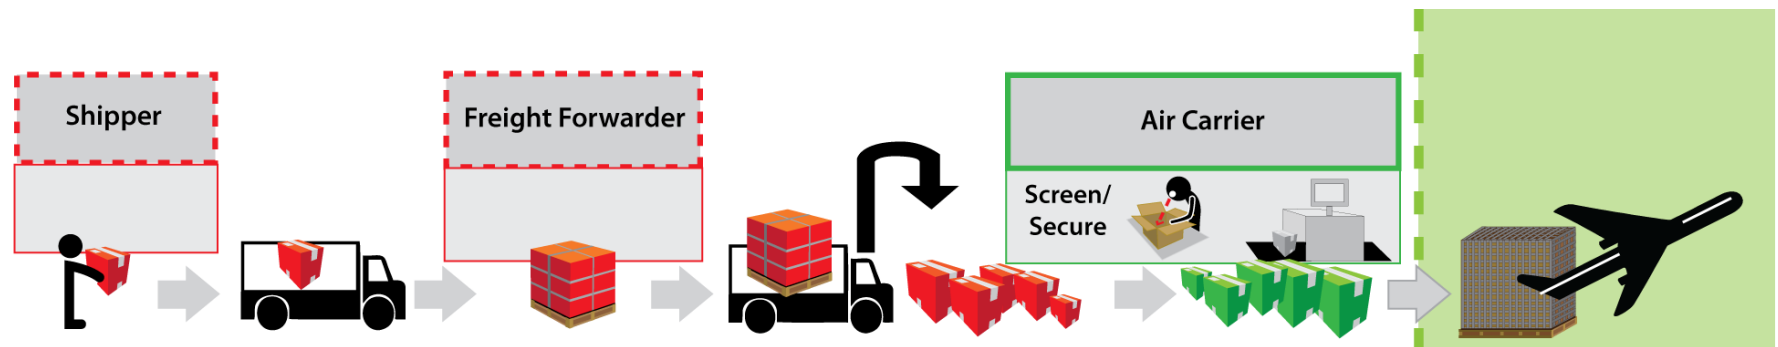 Shipper
Freight Forwarder
Air Carrier
Screen/
Secure